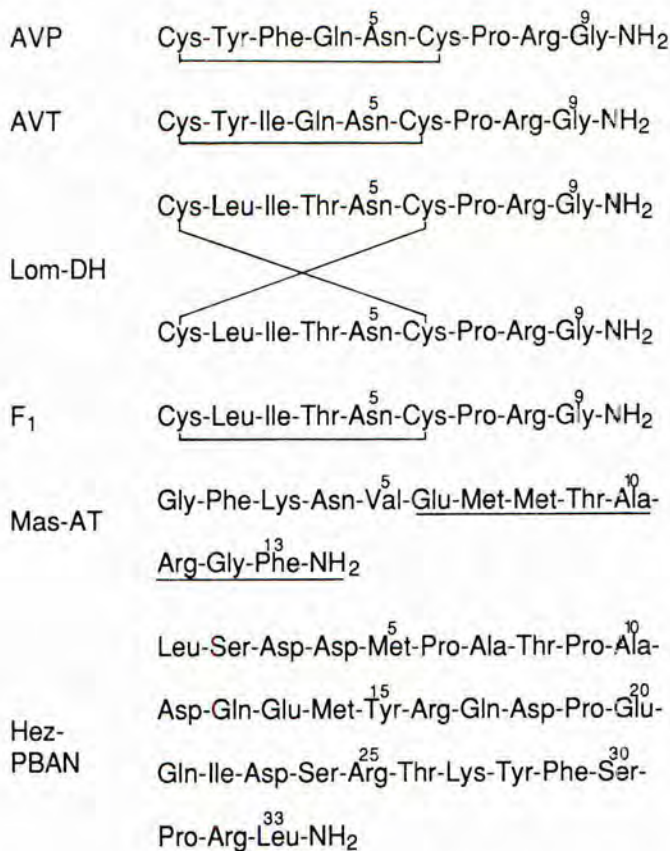 5 9
AVP Cys-Tyr-Phe-Gln-Asn-Cys-Pro-Arg-Gly-NH2
5 9
AVT Cys-Tyr-Ile-Gln-Asn-Cys-Pro-Arg-Gly-NH2
5 9
Cys-Leu-Ile-Thr-Asn-Cys-Pro-Arg-Gly-NH2
Lom-DH
5 9
Cys-Leu-Ile-Thr-Asn-Cys-Pro-Arg-Gly-NH2
5 9
F1 Cys-Leu-Ile-Thr-Asn-Cys-Pro-Arg-Gly-NH2
5 10
Gly-Phe-Lys-Asn-Val-Glu-Met-Met-Thr-Ala-
Mas-AT
13
Arg-Gly-Phe-NH2
5 10
Leu-Ser-Asp-Asp-Met-Pro-Ala-Thr-Pro-Ala-
15 20
Asp-Gln-Glu-Met-Tyr-Arg-Gln-Asp-Pro-Glu-
Hez-
PBAN
25 30
Gln-Ile-Asp-Ser-Arg-Thr-Lys-Tyr-Phe-Ser-
33
Pro-Arg-Leu-NH2